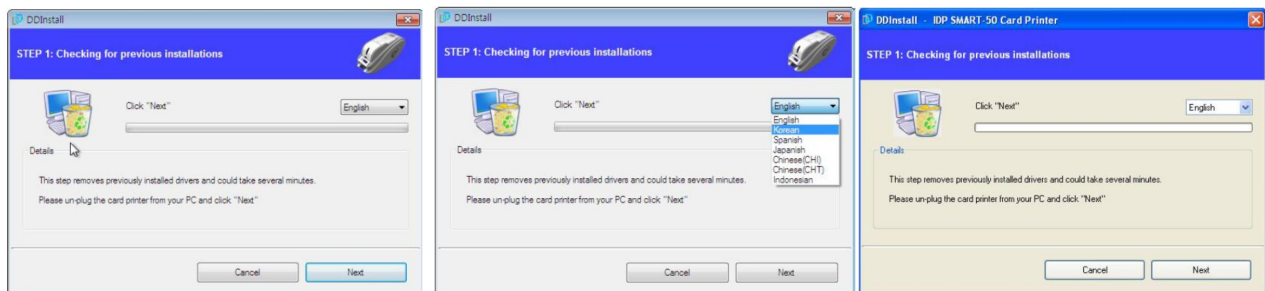 DDInstall
STEP 1: Checking for previous installations
Click "Next"
English
Details
This step removes previously installed drivers and could take several minutes.
Please un-plug the card printer from your PC and click "Next"
Cancel
Next
DDInstall
STEP 1: Checking for previous installations
Click "Next"
English
English
Korean
Spanish
Japanish
Chinese(CHI)
Chinese(CHT)
Indonesian
Details
This step removes previously installed drivers and could take several minutes.
Please un-plug the card printer from your PC and click "Next"
Cancel
Next
DDInstall - IDP SMART-50 Card Printer
STEP 1: Checking for previous installations
Click "Next"
English
Details
This step removes previously installed drivers and could take several minutes.
Please un-plug the card printer from your PC and click "Next"
Cancel
Next